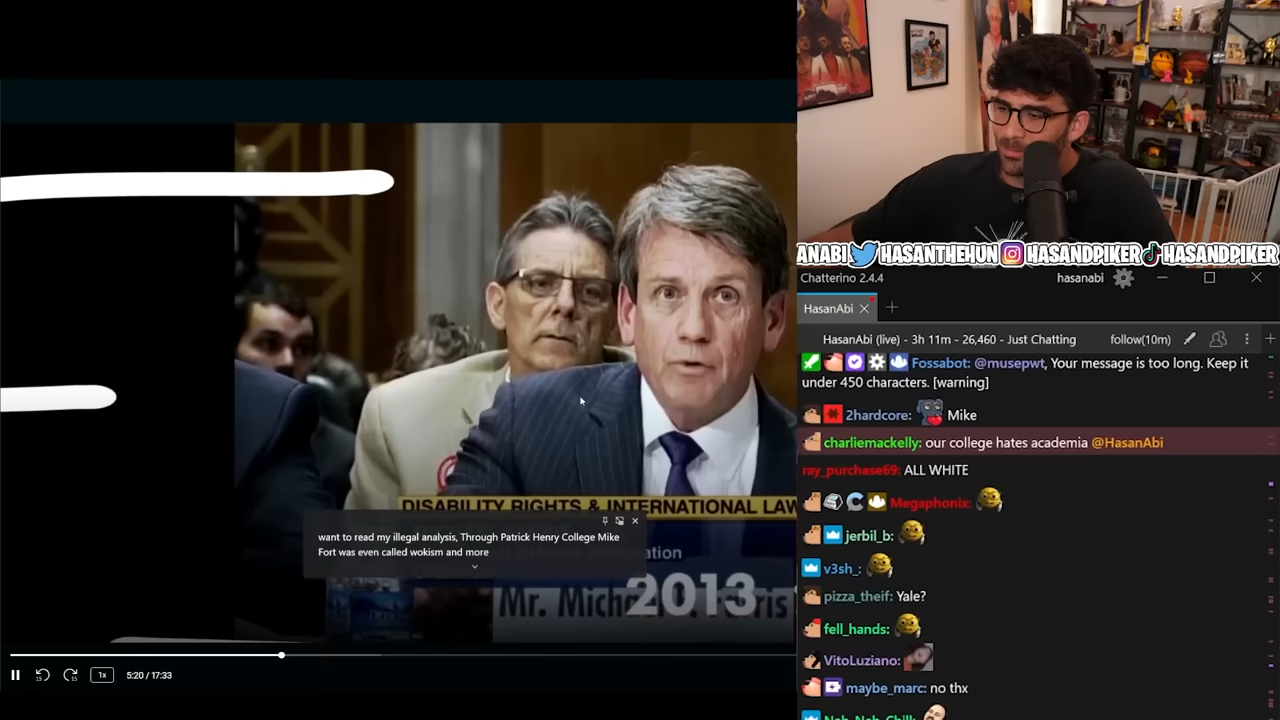 DISABILITY RIGHTS & INTERNATIONAL LAW
want to read my illegal analysis, Through Patrick Henry College Mike
Fort was even called wokism and more
ation
2013
1x
5:20 / 17:33
ANABI HASANTHEHUN HASANDPIKER HASANDPIKER
Chatterino 2.4.4
hasanabi
HasanAbi
HasanAbi (live) - 3h 11m - 26,460 - Just Chatting
follow(10m)
Fossabot: @musepwt, Your message is too long. Keep it
under 450 characters. [warning]
2hardcore: Mike
charliemackelly: our college hates academia @HasanAbi
ray_purchase69: ALL WHITE
Megaphonix:
jerbil_b:
v3sh_:
pizza_theif: Yale?
fell_hands:
VitoLuziano:
maybe_marc: no thx